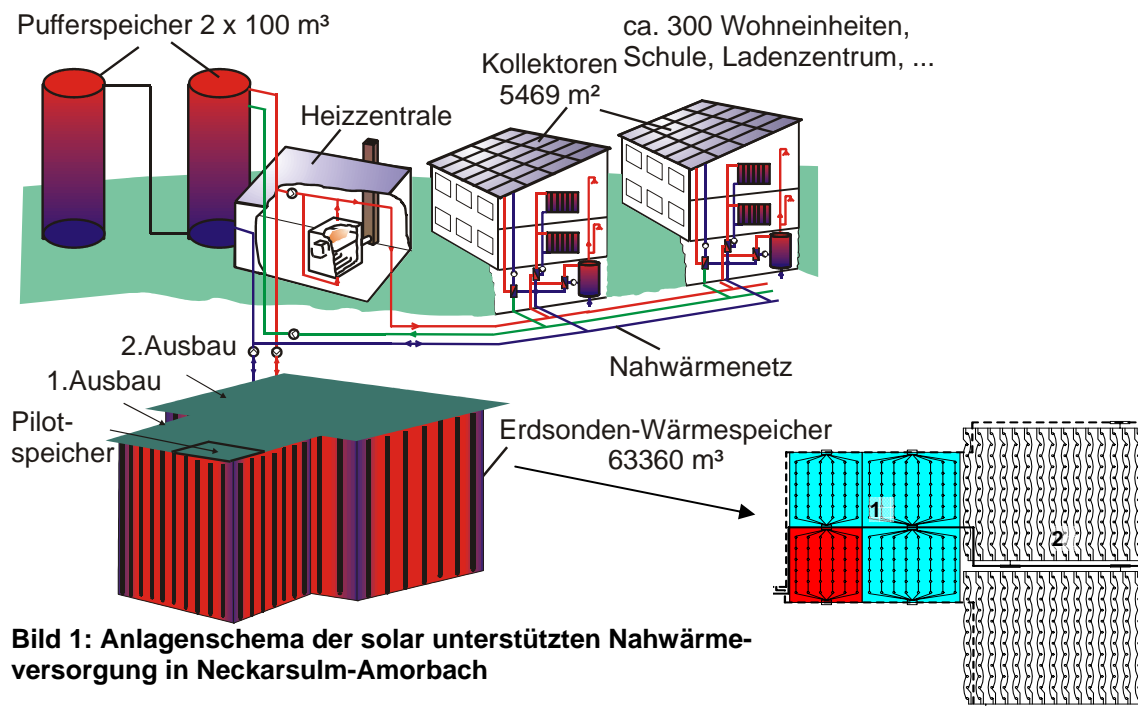 Pufferspeicher 2 x 100 m³
ca. 300 Wohneinheiten,
Schule, Ladenzentrum, ...
Kollektoren
5469 m²
Heizzentrale
2.Ausbau
1.Ausbau
Pilot-
speicher
Nahwärmenetz
Erdsonden-Wärmespeicher
63360 m³
1
2
Bild 1: Anlagenschema der solar unterstützten Nahwärme-
versorgung in Neckarsulm-Amorbach